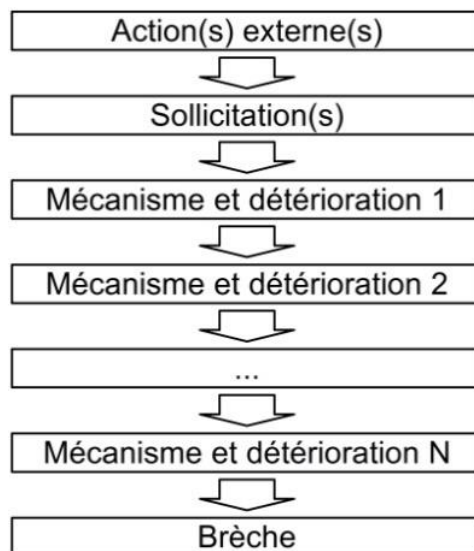 Action(s) externe(s)
Sollicitation(s)
Mécanisme et détérioration 1
Mécanisme et détérioration 2
...
Mécanisme et détérioration N
Brèche